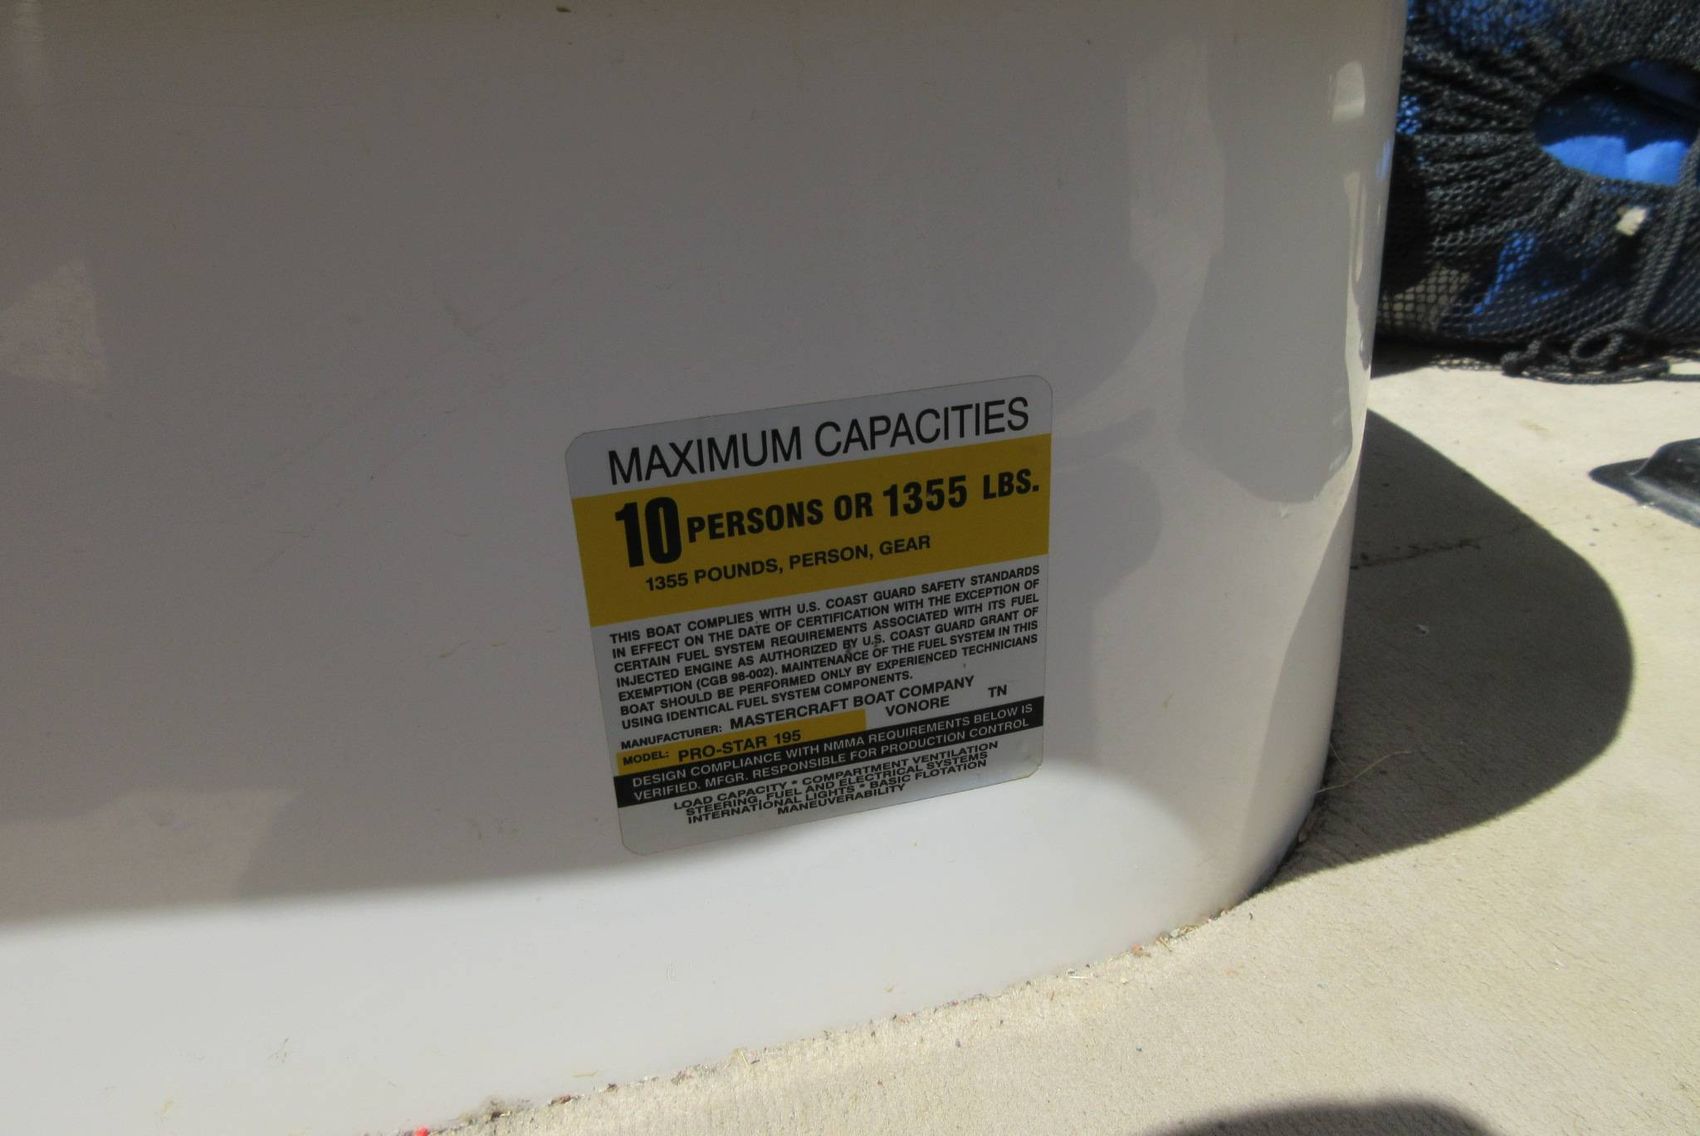 MAXIMUM CAPACITIES
10 PERSONS OR 1355 LBS.
1355 POUNDS, PERSON, GEAR
THIS BOAT COMPLIES WITH U.S. COAST GUARD SAFETY STANDARDS
IN EFFECT ON THE DATE OF CERTIFICATION WITH THE EXCEPTION OF
CERTAIN FUEL SYSTEM REQUIREMENTS ASSOCIATED WITH ITS FUEL
INJECTED ENGINE AS AUTHORIZED BY U.S. COAST GUARD GRANT OF
EXEMPTION (CGB 98-002). MAINTENANCE OF THE FUEL SYSTEM IN THIS
BOAT SHOULD BE PERFORMED ONLY BY EXPERIENCED TECHNICIANS
USING IDENTICAL FUEL SYSTEM COMPONENTS.
MANUFACTURER: MASTERCRAFT BOAT COMPANY
VONORE TN
MODEL: PRO-STAR 195
DESIGN COMPLIANCE WITH NMMA REQUIREMENTS BELOW IS
VERIFIED. MFGR. RESPONSIBLE FOR PRODUCTION CONTROL
LOAD CAPACITY * COMPARTMENT VENTILATION
STEERING, FUEL AND ELECTRICAL SYSTEMS
INTERNATIONAL LIGHTS * BASIC FLOTATION
MANEUVERABILITY